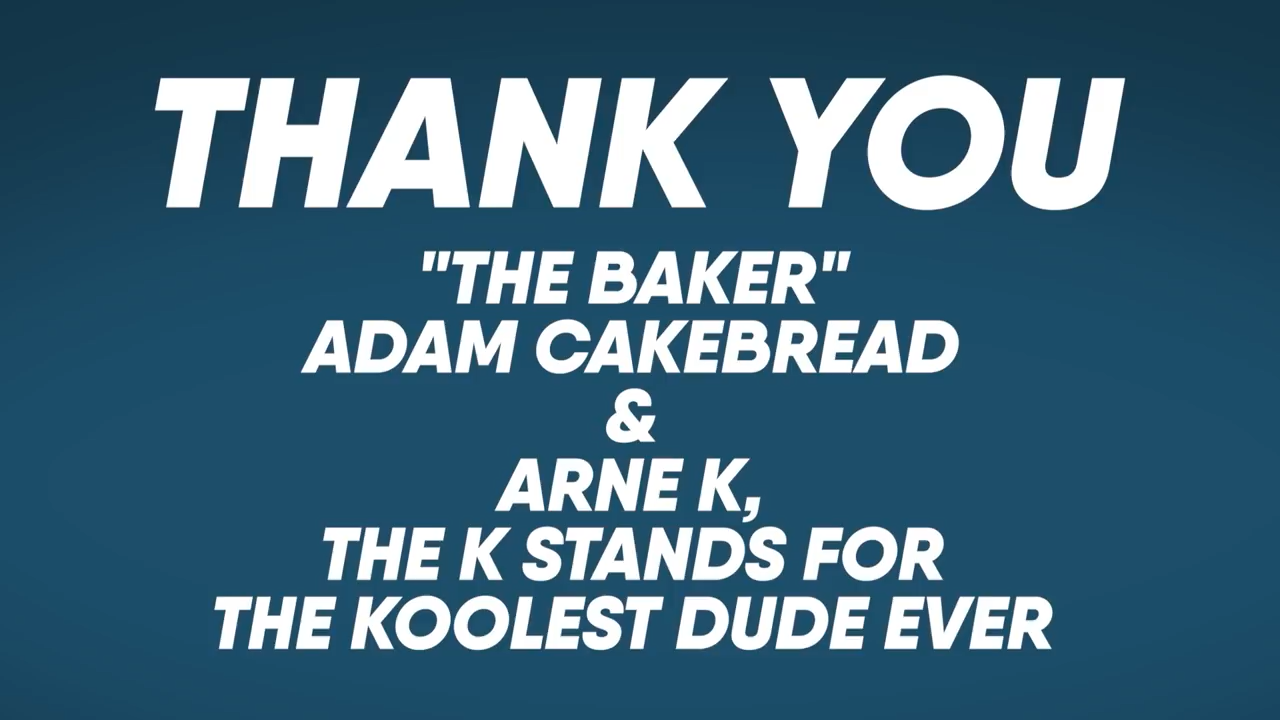 THANK YOU
"THE BAKER"
ADAM CAKEBREAD
&
ARNE K,
THE K STANDS FOR
THE KOOLEST DUDE EVER